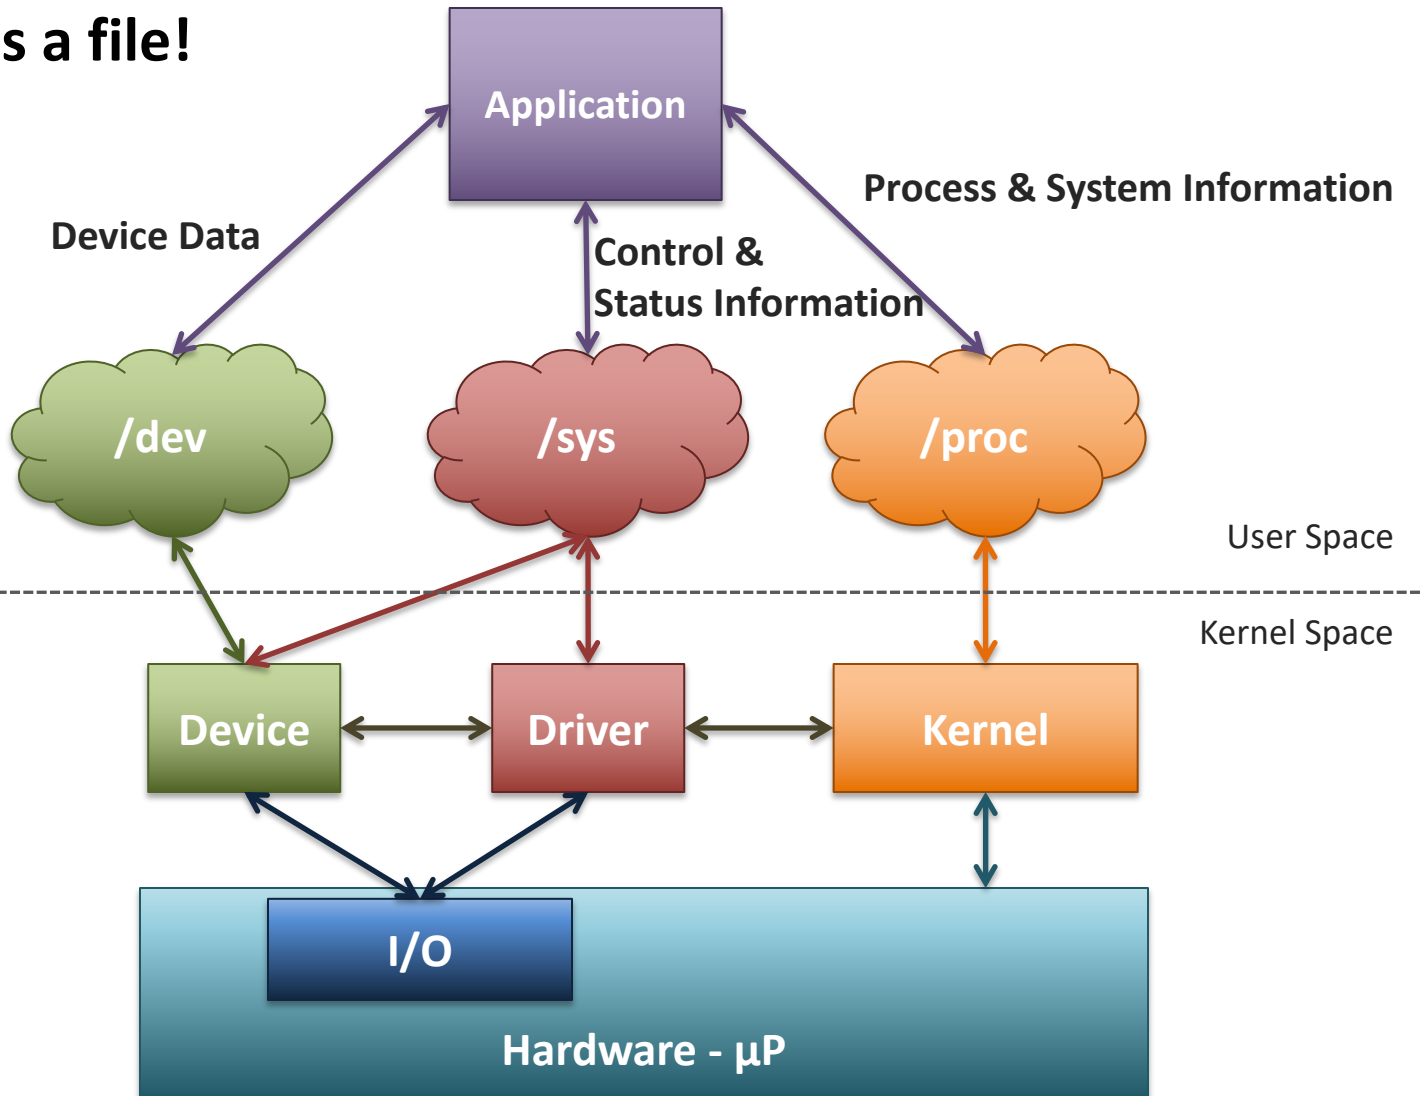 s a file!
Application
Process & System Information
Device Data
Control &
Status Information
/dev
/sys
/proc
User Space
Kernel Space
Device
Driver
Kernel
I/O
Hardware - µP